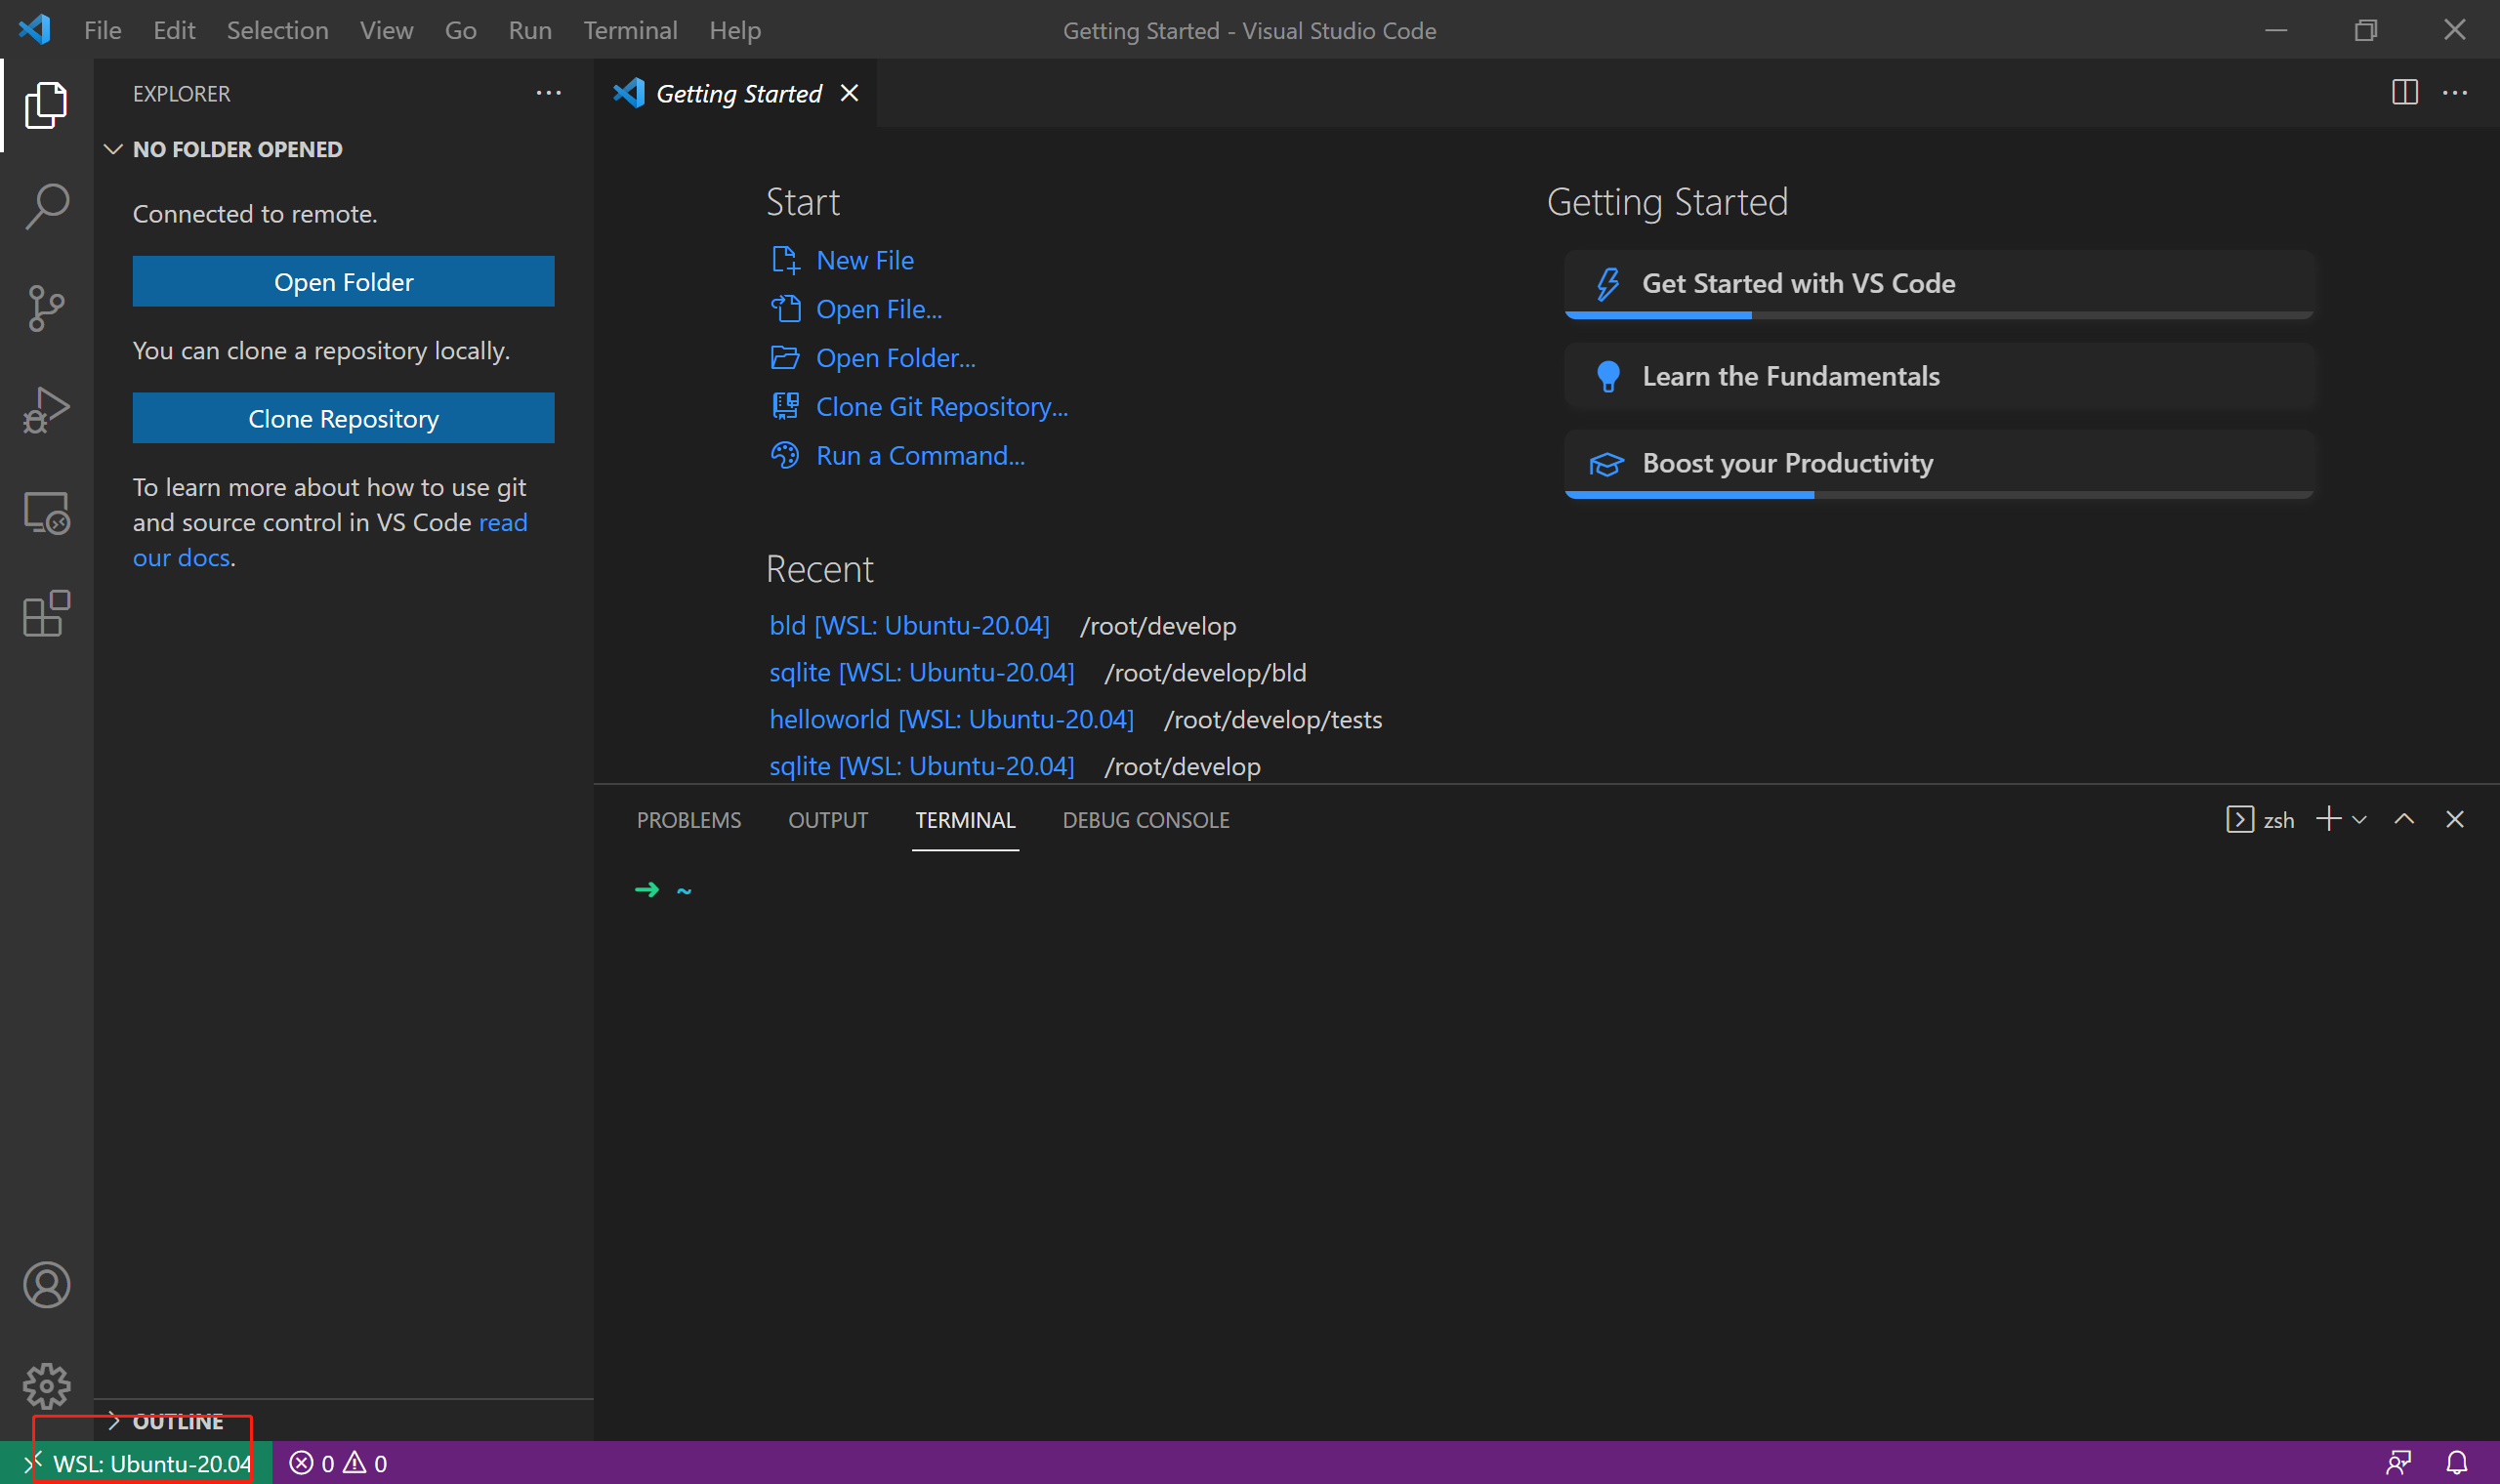 File Edit Selection View Go Run Terminal Help
Getting Started - Visual Studio Code
EXPLORER
NO FOLDER OPENED
Connected to remote.
Open Folder
You can clone a repository locally.
Clone Repository
To learn more about how to use git
and source control in VS Code read
our docs.
OUTLINE
Getting Started
Start
New File
Open File...
Open Folder...
Clone Git Repository...
Run a Command...
Recent
bld [WSL: Ubuntu-20.04] /root/develop
sqlite [WSL: Ubuntu-20.04] /root/develop/bld
helloworld [WSL: Ubuntu-20.04] /root/develop/tests
sqlite [WSL: Ubuntu-20.04] /root/develop
Getting Started
Get Started with VS Code
Learn the Fundamentals
Boost your Productivity
PROBLEMS OUTPUT TERMINAL DEBUG CONSOLE
zsh
➜ ~
WSL: Ubuntu-20.04 0 0